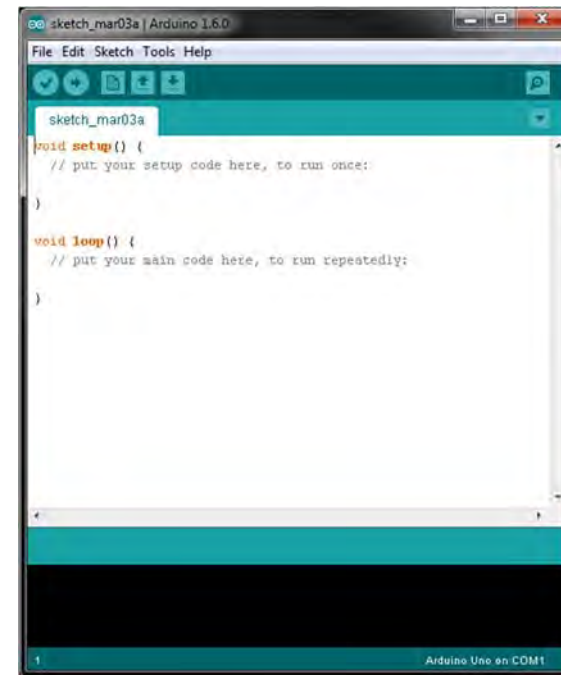 sketch_mar03a | Arduino 1.6.0
File Edit Sketch Tools Help
sketch_mar03a
void setup() {
// put your setup code here, to run once:
}
void loop() {
// put your main code here, to run repeatedly:
}
1
Arduino Uno on COM1